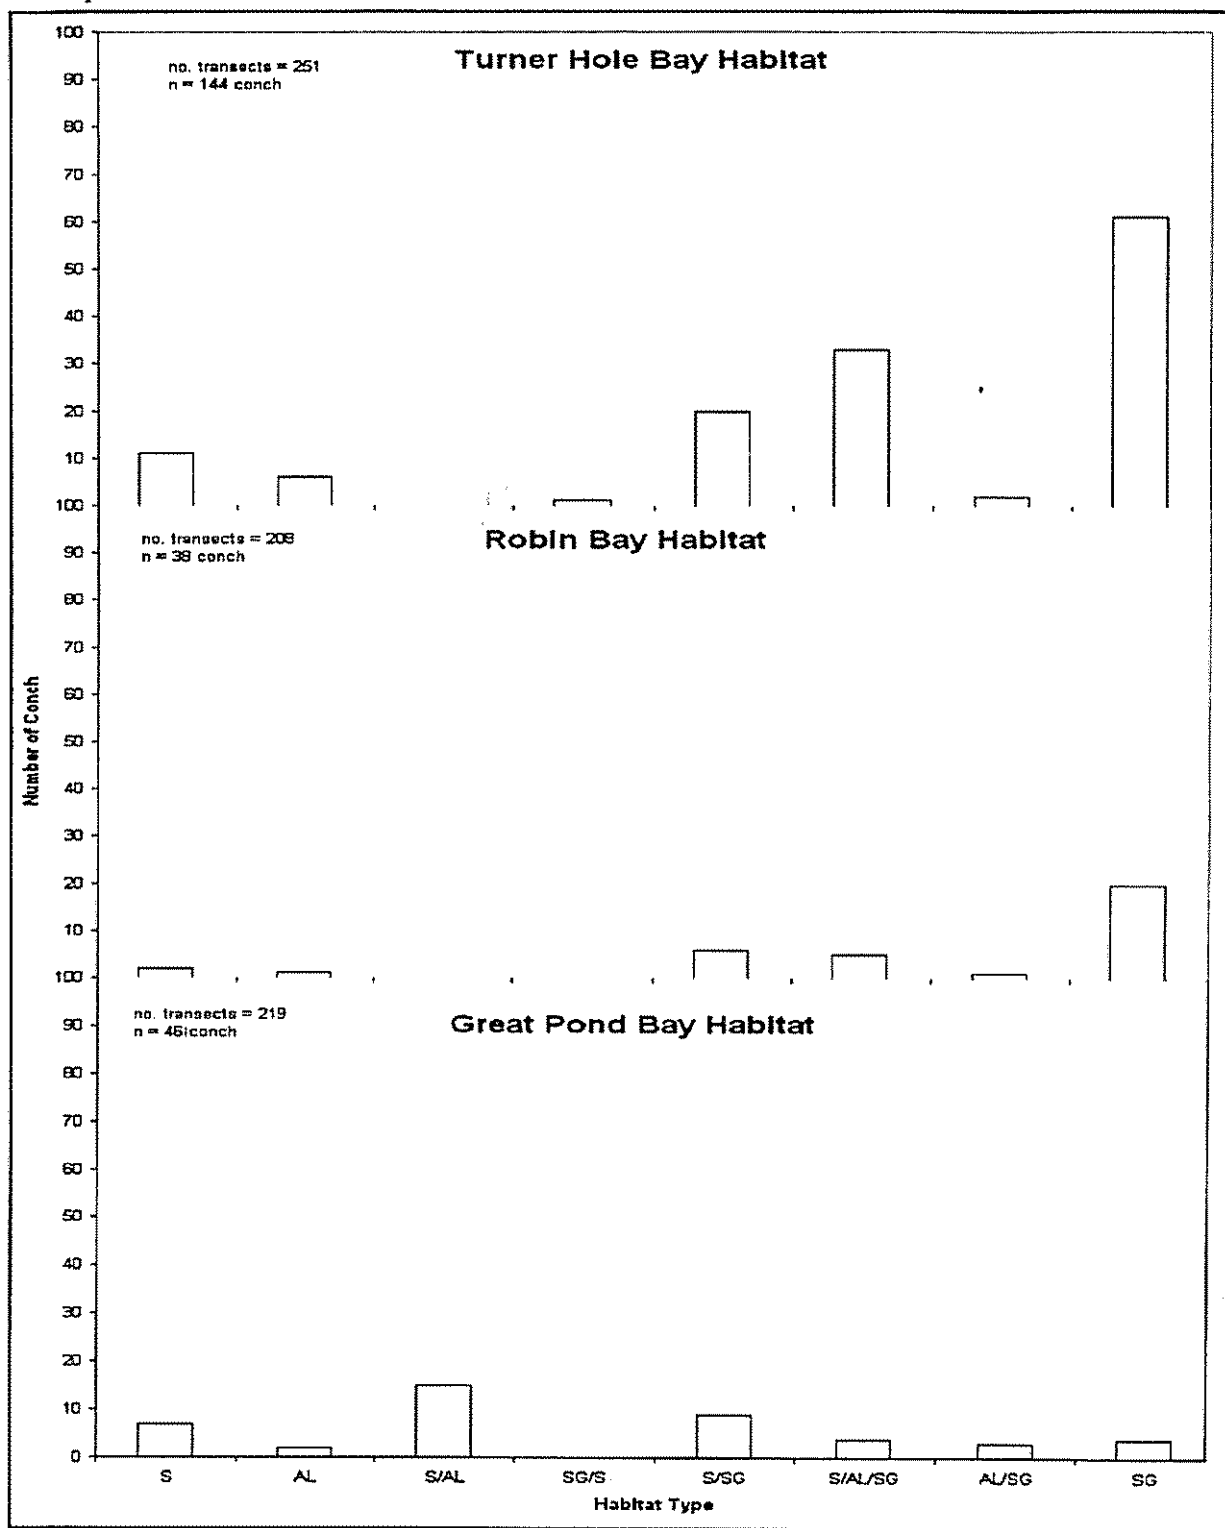 100
Turner Hole Bay Habitat
no. transects = 251
n = 144 conch
90
80
70
60
50
40
30
20
10
100
Robin Bay Habitat
no. transects = 208
n = 38 conch
90
80
70
60
50
40
30
20
10
100
Great Pond Bay Habitat
no. transects = 219
90
80
70
60
50
40
30
20
10
0
Number of Conch
S AL S/AL SG/S S/SG S/AL/SG AL/SG SG
Habitat Type